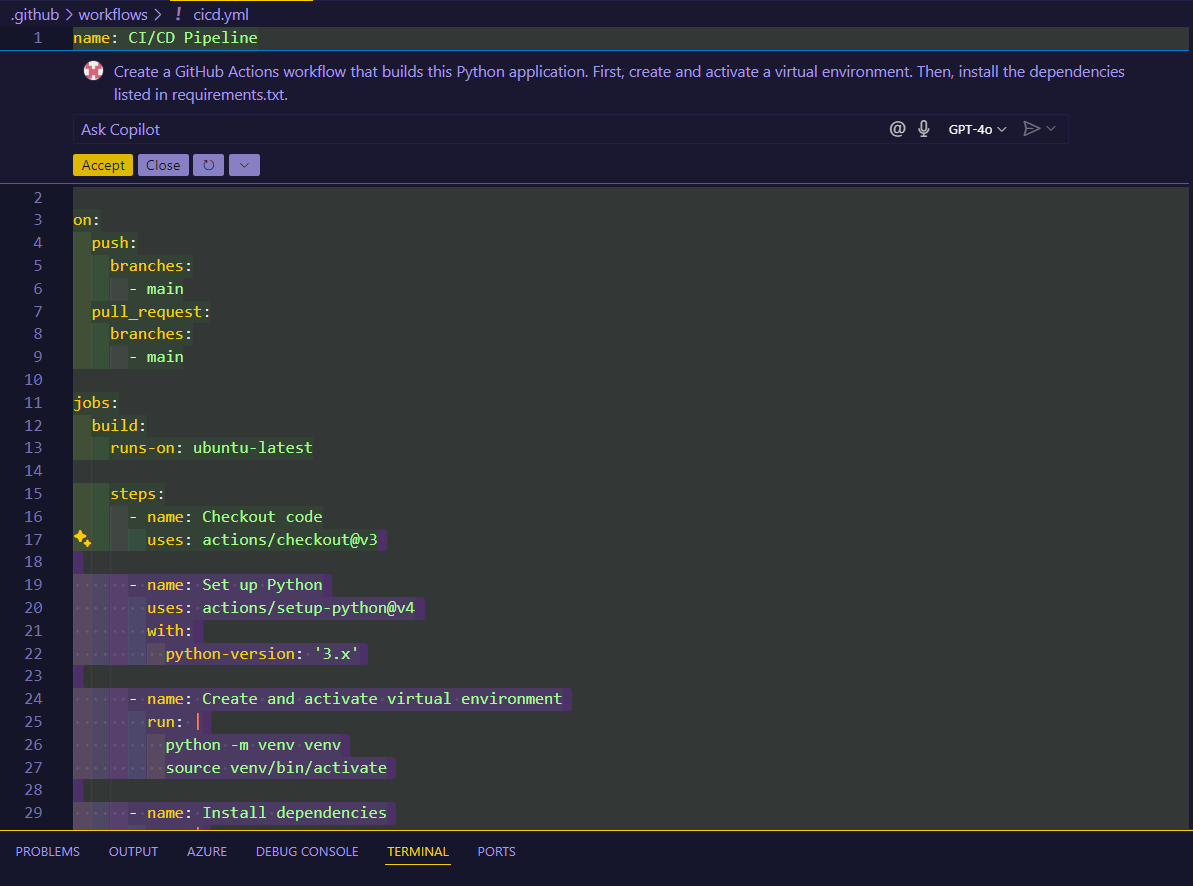 .github > workflows > ! cicd.yml
1 name: CI/CD Pipeline
Create a GitHub Actions workflow that builds this Python application. First, create and activate a virtual environment. Then, install the dependencies
listed in requirements.txt.
Ask Copilot @ GPT-4o
Accept Close
2
3 on:
4 push:
5 branches:
6 - main
7 pull_request:
8 branches:
9 - main
10
11 jobs:
12 build:
13 runs-on: ubuntu-latest
14
15 steps:
16 - name: Checkout code
17 uses: actions/checkout@v3
18
19 - name: Set up Python
20 uses: actions/setup-python@v4
21 with:
22 python-version: '3.x'
23
24 - name: Create and activate virtual environment
25 run: |
26 python -m venv venv
27 source venv/bin/activate
28
29 - name: Install dependencies
PROBLEMS OUTPUT AZURE DEBUG CONSOLE TERMINAL PORTS